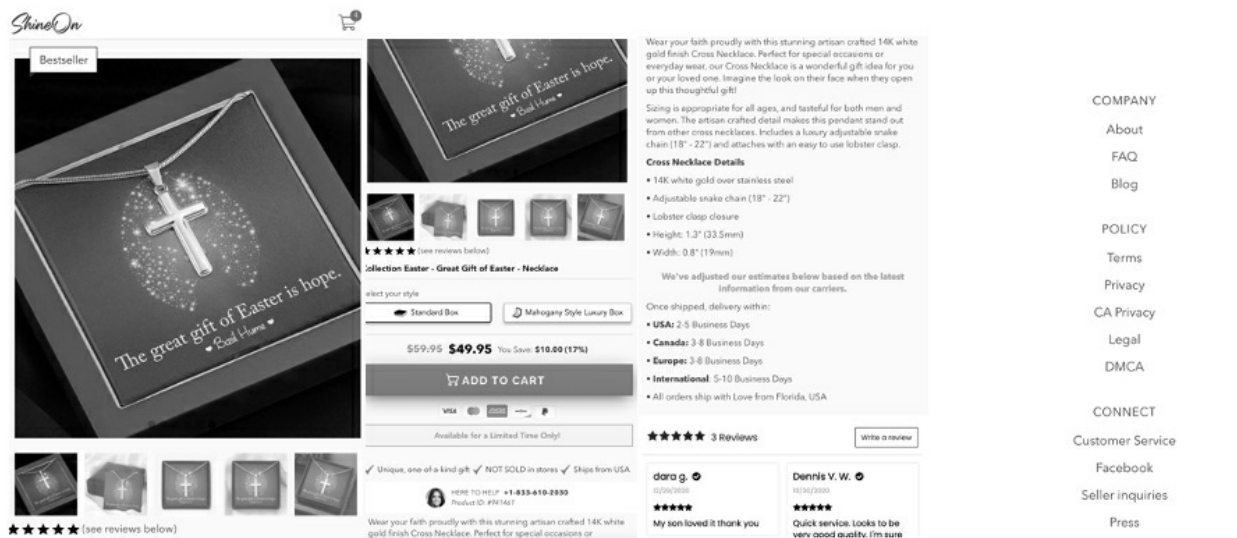 ShineOn
4
Bestseller
The great gift of Easter is hope.
Basil Hume
(see reviews below)
The great gift of Easter is hope.
Basil Hume
(see reviews below)
ollection Easter - Great Gift of Easter - Necklace
elect your style
Standard Box
Mahogany Style Luxury Box
$59.95 $49.95 You Save: $10.00 (17%)
ADD TO CART
VISA
Available for a Limited Time Only!
Unique, one-of-a-kind gift NOT SOLD in stores Ships from USA
HERE TO HELP +1-833-610-2030
Wear your faith proudly with this stunning artisan crafted 14K white
gold finish Cross Necklace. Perfect for special occasions or
Wear your faith proudly with this stunning artisan crafted 14K white
gold finish Cross Necklace. Perfect for special occasions or
everyday wear, our Cross Necklace is a wonderful gift idea for you
or your loved one. Imagine the look on their face when they open
up this thoughtful gift!
Sizing is appropriate for all ages, and tasteful for both men and
women. The artisan crafted detail makes this pendant stand out
from other cross necklaces. Includes a luxury adjustable snake
chain (18" - 22") and attaches with an easy to use lobster clasp.
Cross Necklace Details
• 14K white gold over stainless steel
• Adjustable snake chain (18" - 22")
• Lobster clasp closure
• Height: 1.3" (33.5mm)
• Width: 0.8" (19mm)
We've adjusted our estimates below based on the latest
information from our carriers.
Once shipped, delivery within:
• USA: 2-5 Business Days
• Canada: 3-8 Business Days
• Europe: 3-8 Business Days
• International: 5-10 Business Days
• All orders ship with Love from Florida, USA
3 Reviews
Write a review
dara g.
My son loved it thank you
Dennis V. W.
Quick service. Looks to be
very good quality. I'm sure
COMPANY
About
FAQ
Blog
POLICY
Terms
Privacy
CA Privacy
Legal
DMCA
CONNECT
Customer Service
Facebook
Seller inquiries
Press